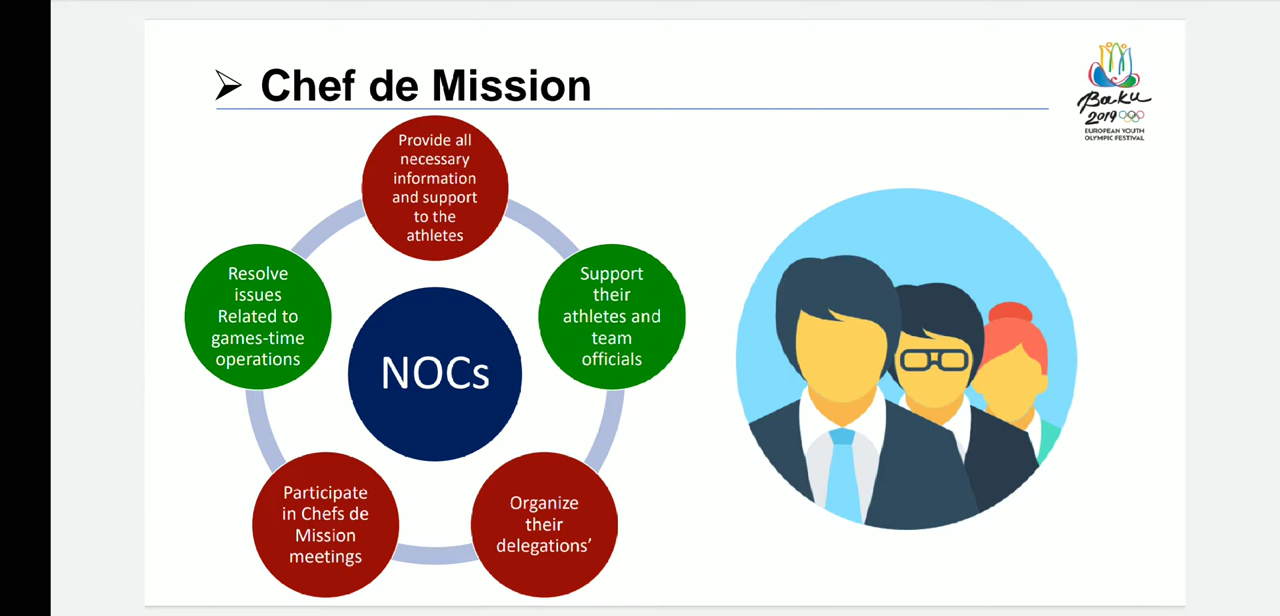 ➢ Chef de Mission
Baku
2019
EUROPEAN YOUTH
OLYMPIC FESTIVAL
Provide all
necessary
information
and support
to the
athletes
Support
their
athletes and
team
officials
Organize
their
delegations’
Participate
in Chefs de
Mission
meetings
Resolve
issues
Related to
games-time
operations
NOCs